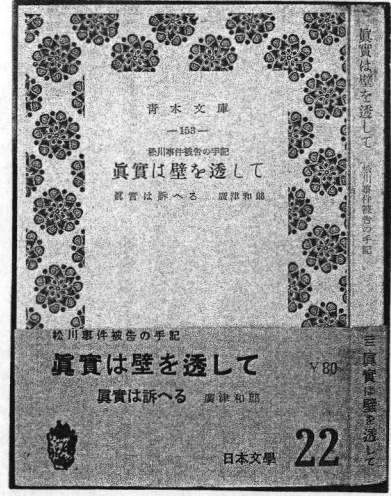 青木文庫
—153—
松川事件被告の手記
眞實は壁を透して
眞實は訴へる 廣津和郎
松川事件被告の手記
眞實は壁を透して
¥80
眞實は訴へる 廣津和郎
日本文學 22
眞實は壁を透して 松川事件被告の手記
眞實は壁を透して